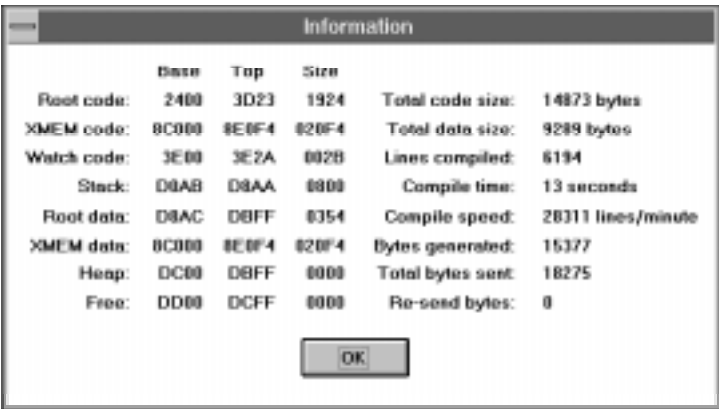 Information
Base Top Size
Root code: 2400 3D23 1924 Total code size: 14873 bytes
XMEM code: 8C000 8E0F4 020F4 Total data size: 9289 bytes
Watch code: 3E00 3E2A 002B Lines compiled: 6194
Stack: D0AB D8AA 0800 Compile time: 13 seconds
Root data: D8AC DBFF 0354 Compile speed: 28311 lines/minute
XMEM data: 8C000 8E0F4 020F4 Bytes generated: 15377
Heap: DC00 DBFF 0000 Total bytes sent: 18275
Free: DD00 DCFF 0000 Re-send bytes: 0
OK